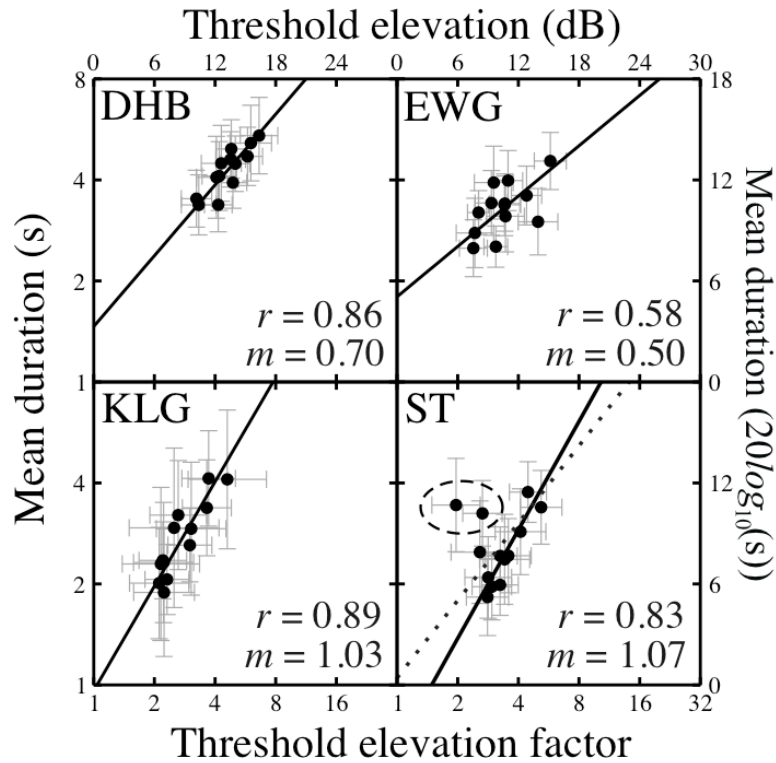 Threshold elevation (dB)
0 6 12 18 24 0 6 12 18 24 30
8 DHB EWG 18
4 12
2 6
r = 0.86 r = 0.58
m = 0.70 m = 0.50
1 0
KLG ST
4 12
2 6
r = 0.89 r = 0.83
m = 1.03 m = 1.07
1 0
1 2 4 8 16 1 2 4 8 16 32
Threshold elevation factor
Mean duration (s)
Mean duration (20log10(s))